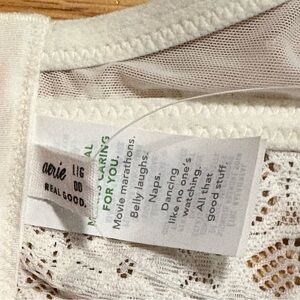 aerie
REAL GOOD.
DD
CARING
FOR YOU.
Movie marathons.
Belly laughs.
Naps.
Dancing
like no one's
watching.
All that
good stuff.